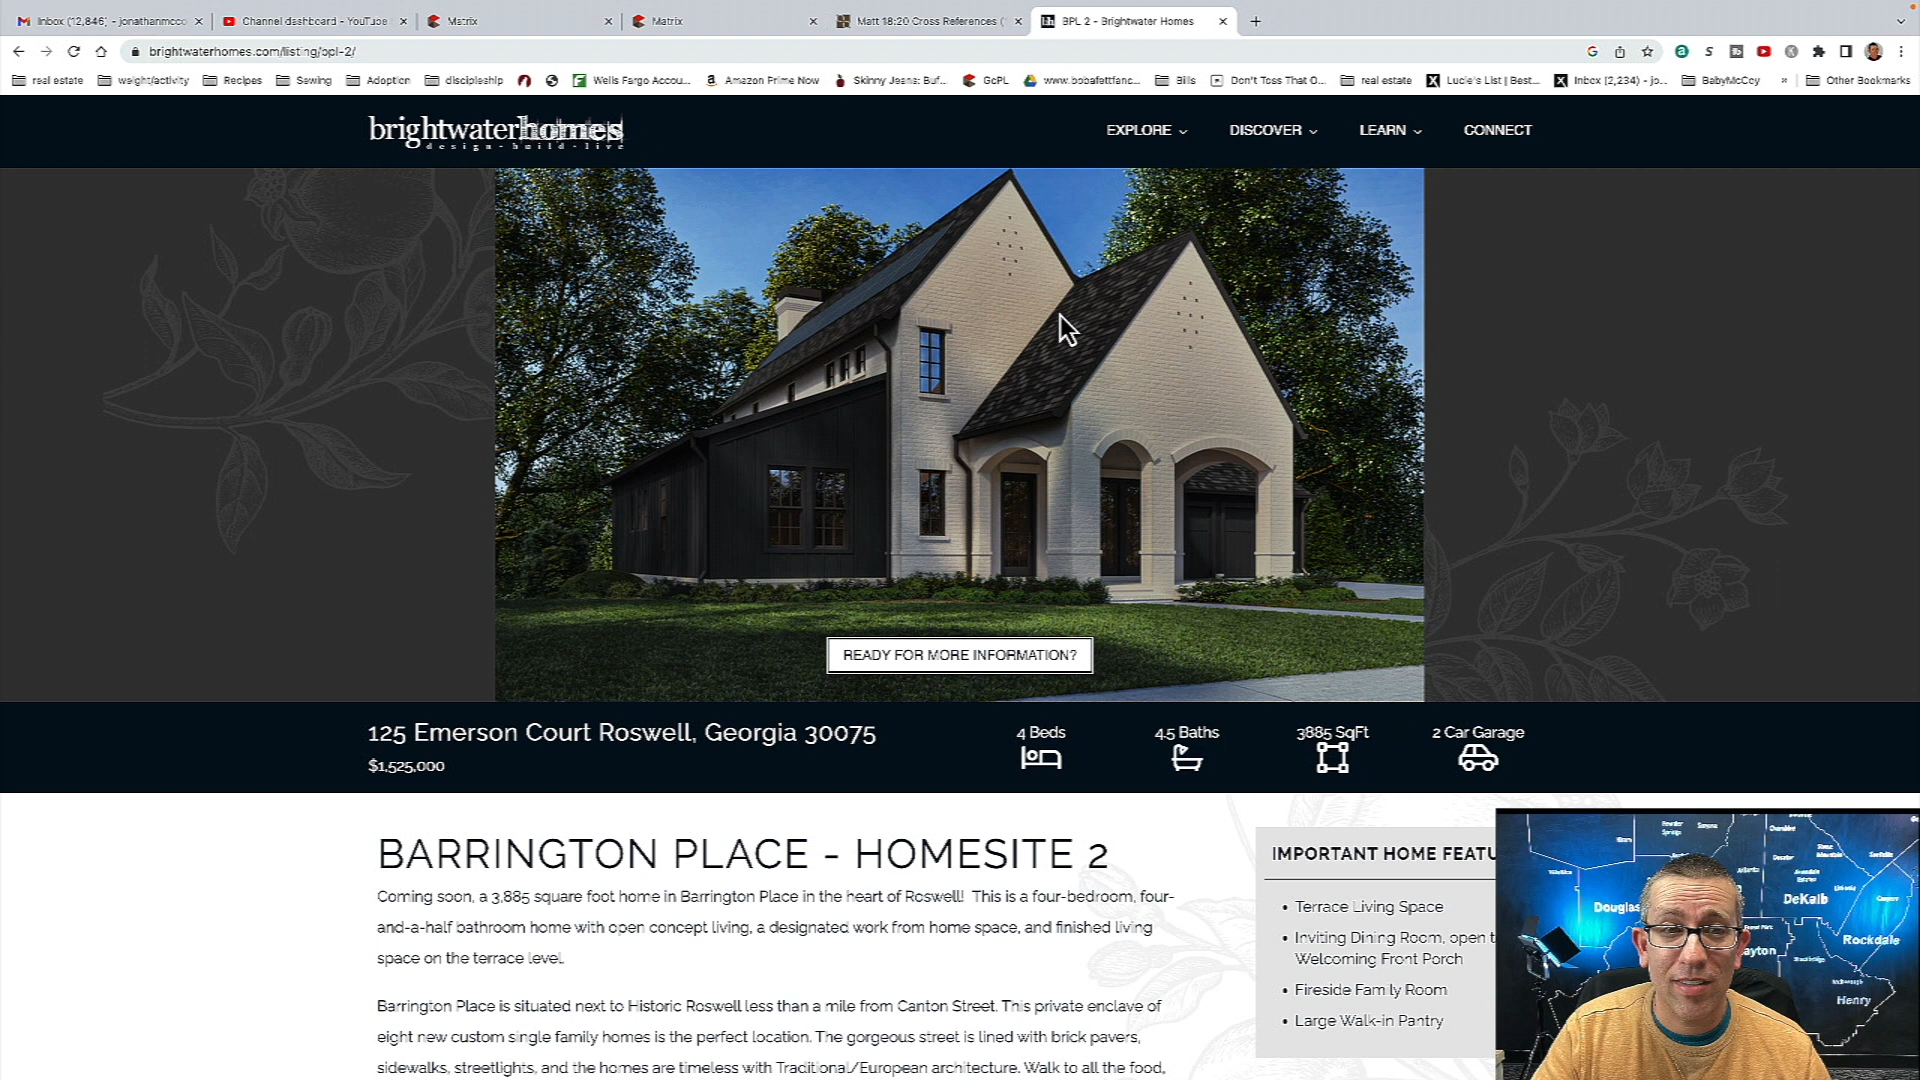 Inbox (12,846) - jonathanmcco
Channel dashboard - YouTube
Matrix
Matrix
Matt 18:20 Cross References (
BPL 2 - Brightwater Homes
brightwaterhomes.com/listing/bpl-2/
real estate
weight/activity
Recipes
Sewing
Adoption
discipleship
Wells Fargo Accou...
Amazon Prime Now
Skinny Jeans: Buf...
GoPL
www.bobafettfanc...
Bills
Don't Toss That O...
real estate
Lucie's List | Best...
Inbox (2,234) - jo...
BabyMcCoy
»
Other Bookmarks
brightwaterhomes
design-build-live
EXPLORE
DISCOVER
LEARN
CONNECT
READY FOR MORE INFORMATION?
125 Emerson Court Roswell, Georgia 30075
$1,525,000
4 Beds
4.5 Baths
3885 SqFt
2 Car Garage
BARRINGTON PLACE - HOMESITE 2
Coming soon, a 3,885 square foot home in Barrington Place in the heart of Roswell! This is a four-bedroom, four-
and-a-half bathroom home with open concept living, a designated work from home space, and finished living
space on the terrace level.
Barrington Place is situated next to Historic Roswell less than a mile from Canton Street. This private enclave of
eight new custom single family homes is the perfect location. The gorgeous street is lined with brick pavers,
sidewalks, streetlights, and the homes are timeless with Traditional/European architecture. Walk to all the food,
IMPORTANT HOME FEATU
• Terrace Living Space
• Inviting Dining Room, open t
Welcoming Front Porch
• Fireside Family Room
• Large Walk-in Pantry
Powder
Springs
Smyrna
Decatur
Atlanta
DeKalb
Douglas
Rockdale
ayton
Henry